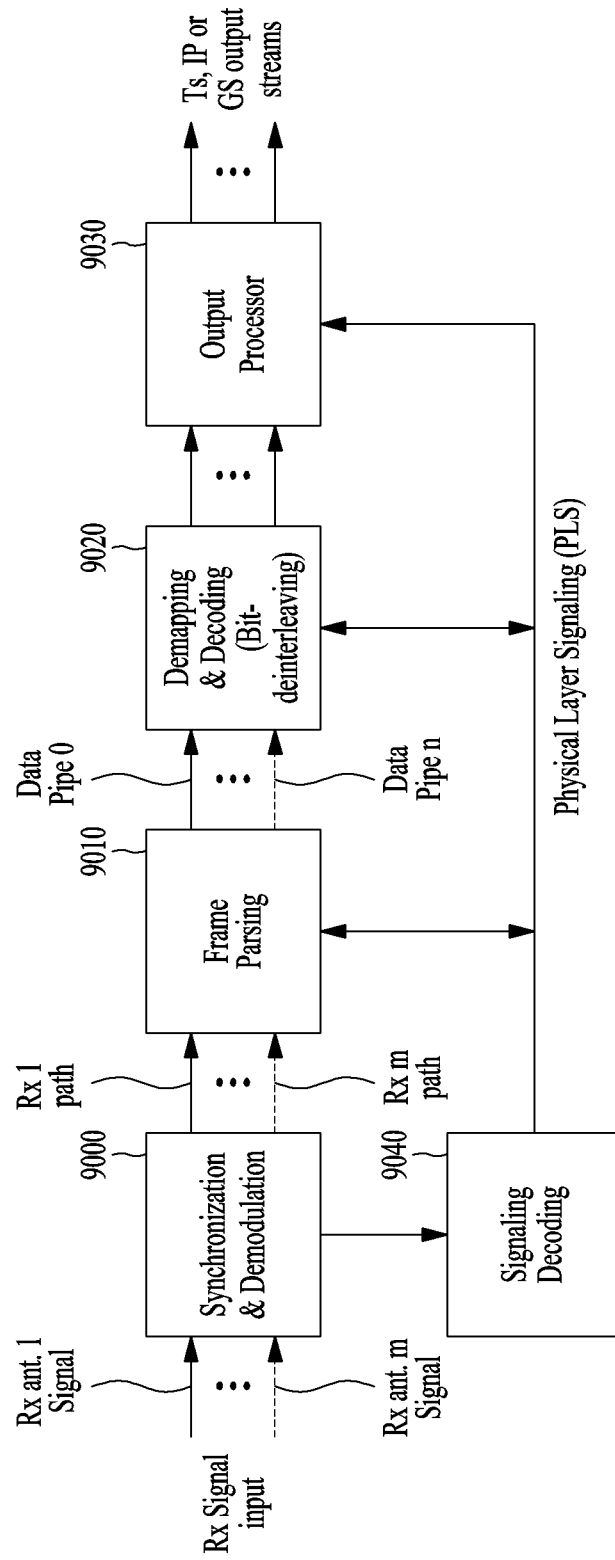 Rx Signal
input
Rx ant. 1
Signal
Rx ant. m
Signal
9000
Synchronization
& Demodulation
Rx 1
path
Rx m
path
9010
Frame
Parsing
Data
Pipe 0
Data
Pipe n
9020
Demapping
& Decoding
(Bit-
deinterleaving)
9030
Output
Processor
Ts, IP or
GS output
streams
9040
Signaling
Decoding
Physical Layer Signaling (PLS)